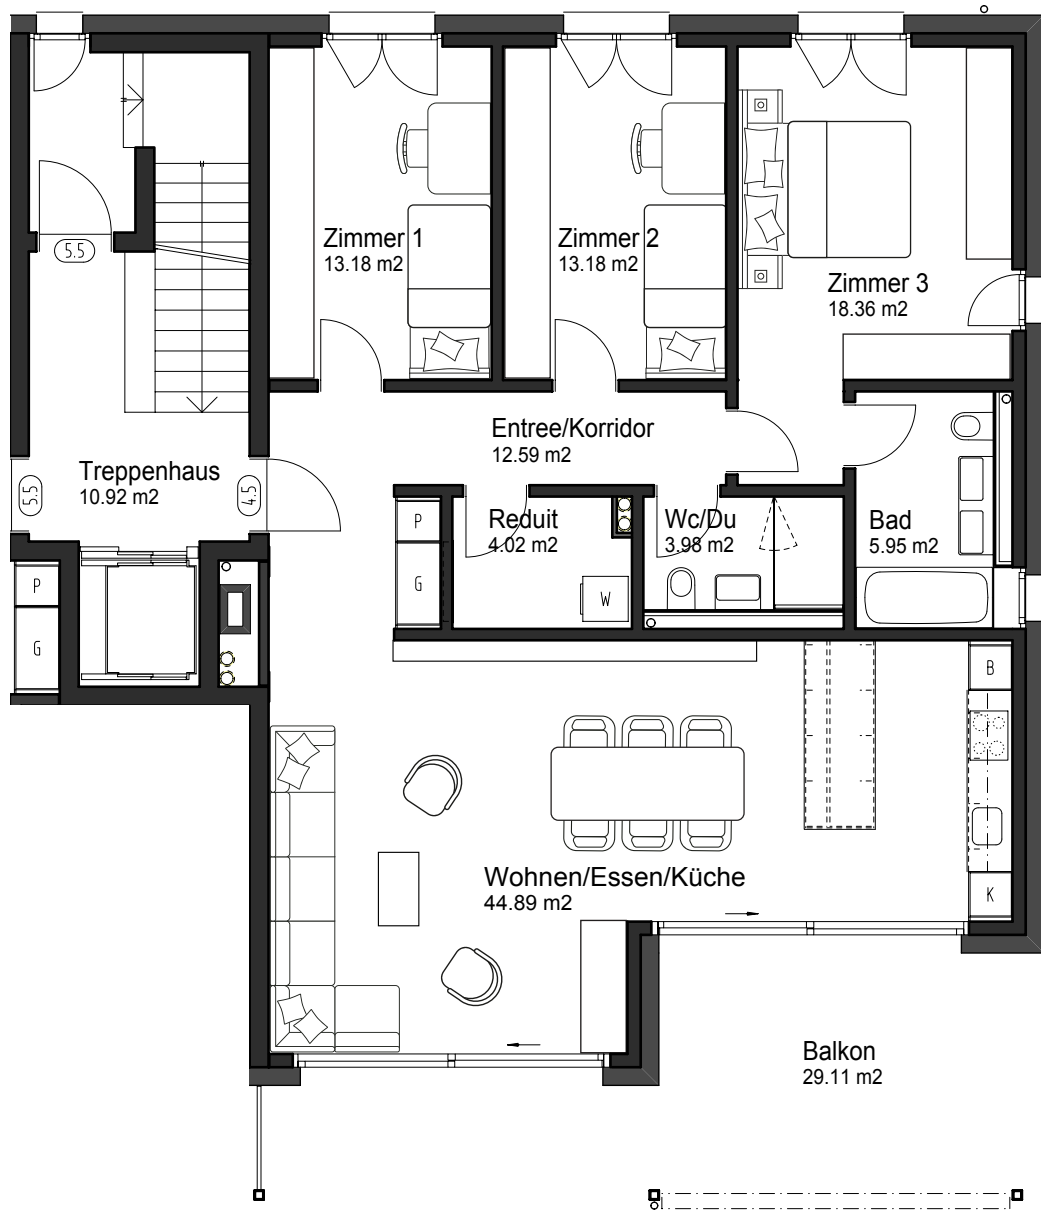 5.5
Zimmer 1
13.18 m2
Zimmer 2
13.18 m2
Zimmer 3
18.36 m2
Entree/Korridor
12.59 m2
Treppenhaus
10.92 m2
5.5
4.5
P
G
Reduit
4.02 m2
W
Wc/Du
3.98 m2
Bad
5.95 m2
P
G
B
Wohnen/Essen/Küche
44.89 m2
K
Balkon
29.11 m2